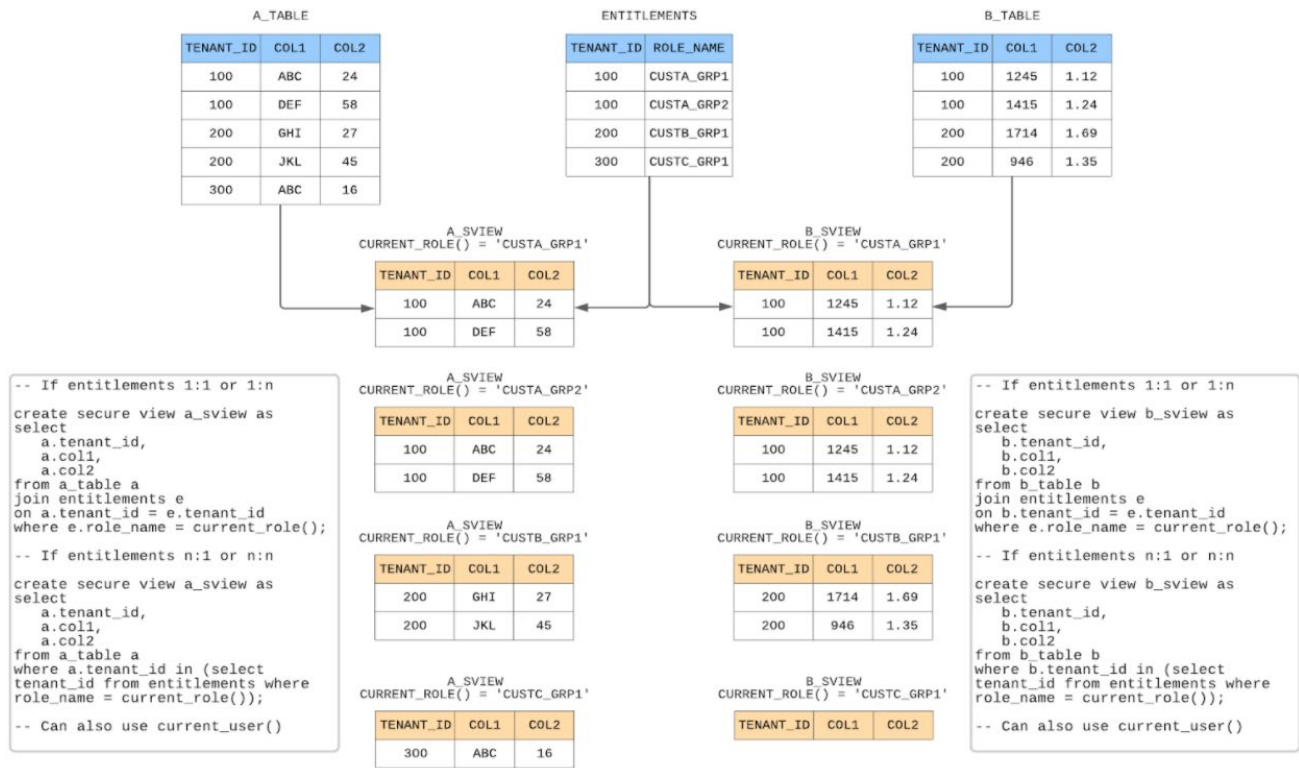 A_TABLE
TENANT_ID COL1 COL2
100 ABC 24
100 DEF 58
200 GHI 27
200 JKL 45
300 ABC 16
ENTITLEMENTS
TENANT_ID ROLE_NAME
100 CUSTA_GRP1
100 CUSTA_GRP2
200 CUSTB_GRP1
300 CUSTC_GRP1
B_TABLE
TENANT_ID COL1 COL2
100 1245 1.12
100 1415 1.24
200 1714 1.69
200 946 1.35
A_SVIEW
CURRENT_ROLE() = 'CUSTA_GRP1'
TENANT_ID COL1 COL2
100 ABC 24
100 DEF 58
B_SVIEW
CURRENT_ROLE() = 'CUSTA_GRP1'
TENANT_ID COL1 COL2
100 1245 1.12
100 1415 1.24
-- If entitlements 1:1 or 1:n
create secure view a_sview as
select
a.tenant_id,
a.col1,
a.col2
from a_table a
join entitlements e
on a.tenant_id = e.tenant_id
where e.role_name = current_role();
-- If entitlements n:1 or n:n
create secure view a_sview as
select
a.tenant_id,
a.col1,
a.col2
from a_table a
where a.tenant_id in (select
tenant_id from entitlements where
role_name = current_role());
-- Can also use current_user()
A_SVIEW
CURRENT_ROLE() = 'CUSTA_GRP2'
TENANT_ID COL1 COL2
100 ABC 24
100 DEF 58
A_SVIEW
CURRENT_ROLE() = 'CUSTB_GRP1'
TENANT_ID COL1 COL2
200 GHI 27
200 JKL 45
A_SVIEW
CURRENT_ROLE() = 'CUSTC_GRP1'
TENANT_ID COL1 COL2
300 ABC 16
B_SVIEW
CURRENT_ROLE() = 'CUSTA_GRP2'
TENANT_ID COL1 COL2
100 1245 1.12
100 1415 1.24
B_SVIEW
CURRENT_ROLE() = 'CUSTB_GRP1'
TENANT_ID COL1 COL2
200 1714 1.69
200 946 1.35
B_SVIEW
CURRENT_ROLE() = 'CUSTC_GRP1'
TENANT_ID COL1 COL2
-- If entitlements 1:1 or 1:n
create secure view b_sview as
select
b.tenant_id,
b.col1,
b.col2
from b_table b
join entitlements e
on b.tenant_id = e.tenant_id
where e.role_name = current_role();
-- If entitlements n:1 or n:n
create secure view b_sview as
select
b.tenant_id,
b.col1,
b.col2
from b_table b
where b.tenant_id in (select
tenant_id from entitlements where
role_name = current_role());
-- Can also use current_user()